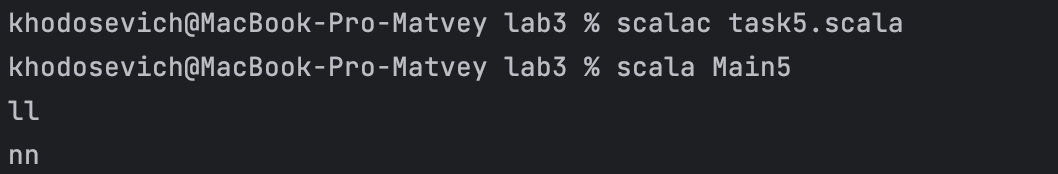 khodosevich@MacBook-Pro-Matvey lab3 % scalac task5.scala
khodosevich@MacBook-Pro-Matvey lab3 % scala Main5
ll
nn